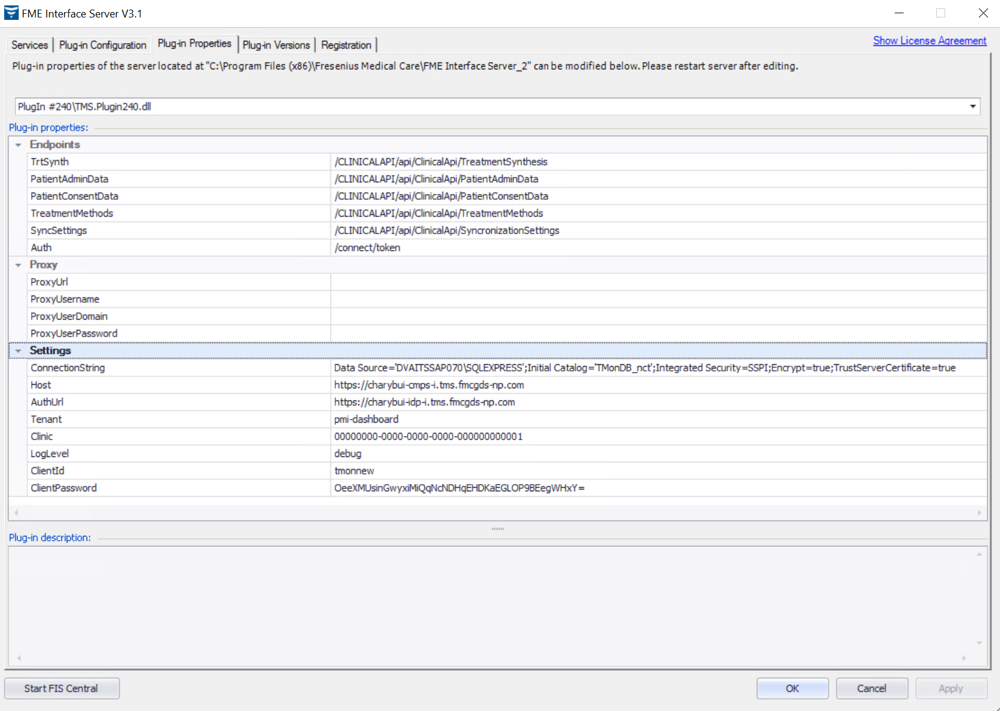 FME Interface Server V3.1
Services
Plug-in Configuration
Plug-in Properties
Plug-in Versions
Registration
Show License Agreement
Plug-in properties of the server located at "C:\Program Files (x86)\Fresenius Medical Care\FME Interface Server_2" can be modified below. Please restart server after editing.
PlugIn #240\TMS.Plugin240.dll
Plug-in properties:
Endpoints
TrtSynth /CLINICALAPI/api/ClinicalApi/TreatmentSynthesis
PatientAdminData /CLINICALAPI/api/ClinicalApi/PatientAdminData
PatientConsentData /CLINICALAPI/api/ClinicalApi/PatientConsentData
TreatmentMethods /CLINICALAPI/api/ClinicalApi/TreatmentMethods
SyncSettings /CLINICALAPI/api/ClinicalApi/SyncronizationSettings
Auth /connect/token
Proxy
ProxyUrl
ProxyUsername
ProxyUserDomain
ProxyUserPassword
Settings
ConnectionString Data Source='DVAITSSAP070\SQLEXPRESS';Initial Catalog='TMonDB_nct';Integrated Security=SSPI;Encrypt=true;TrustServerCertificate=true
Host https://charybui-cmps-i.tms.fmcgds-np.com
AuthUrl https://charybui-idp-i.tms.fmcgds-np.com
Tenant pmi-dashboard
Clinic 00000000-0000-0000-0000-000000000001
LogLevel debug
ClientId tmonnew
ClientPassword OeeXMUsinGwyxiMiQqNcNDHqEHDKaEGLOP9BEegWHxY=
Plug-in description:
Start FIS Central
OK
Cancel
Apply